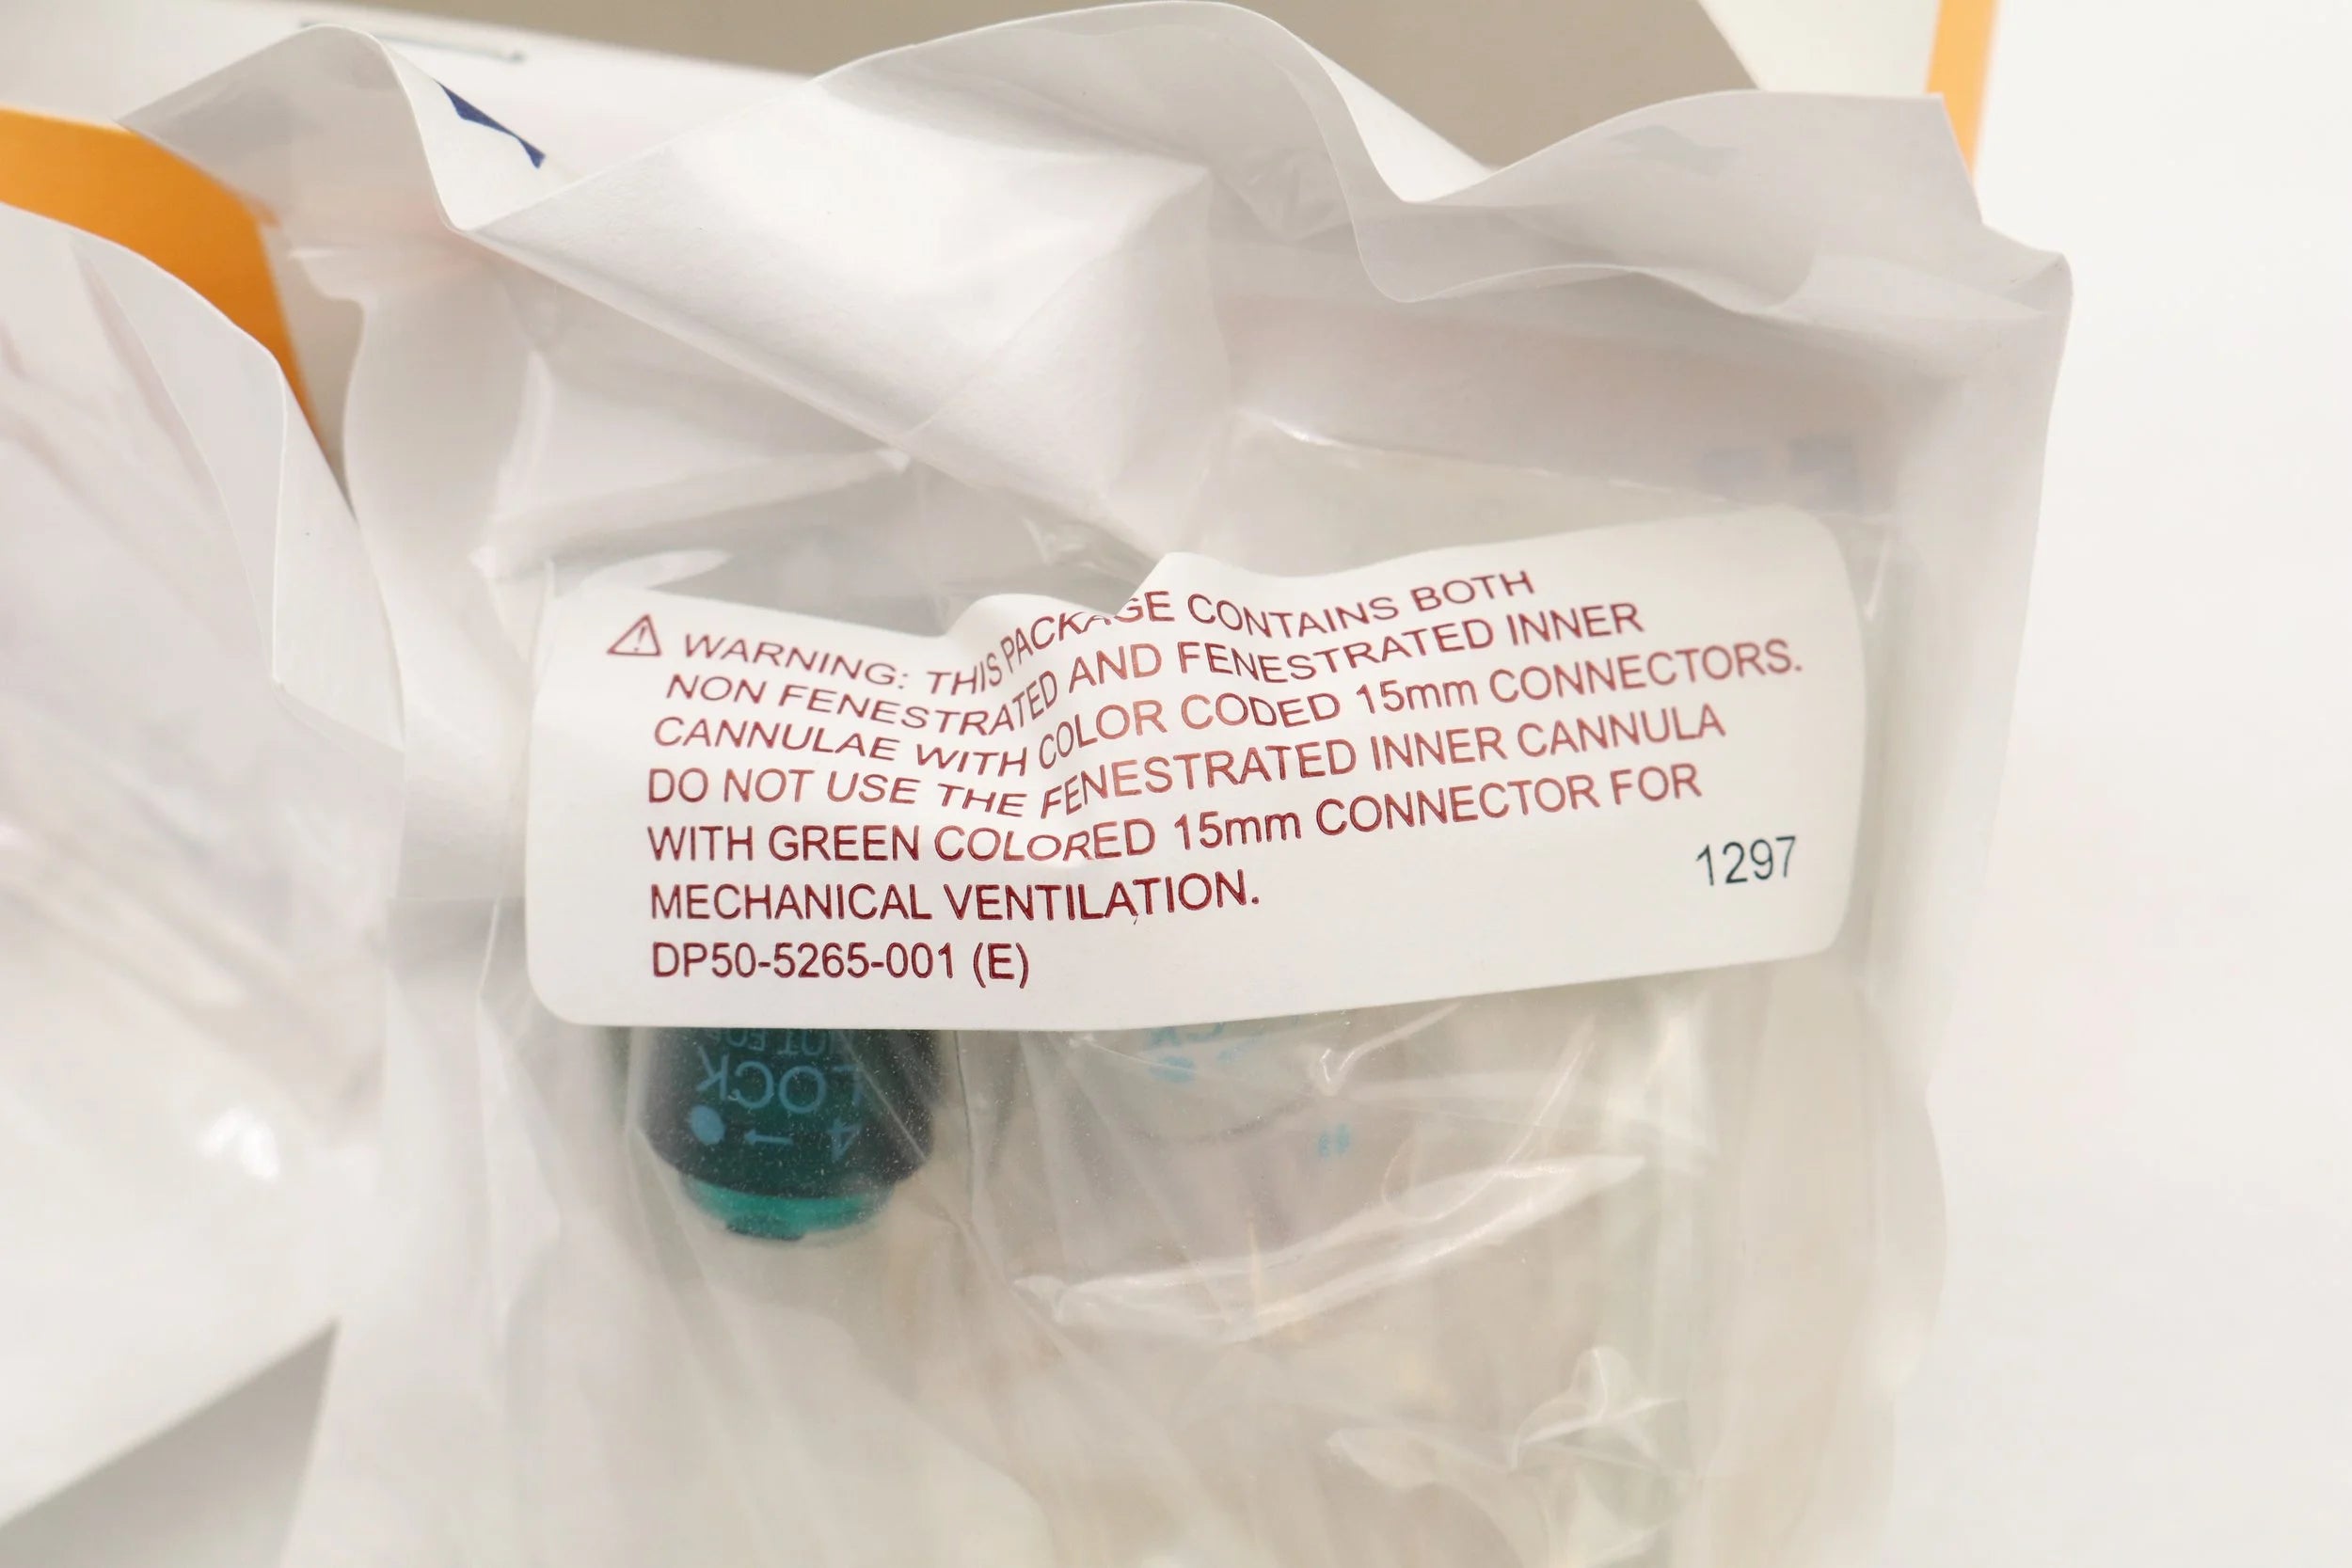 WARNING: THIS PACKAGE CONTAINS BOTH
NON FENESTRATED AND FENESTRATED INNER
CANNULAE WITH COLOR CODED 15mm CONNECTORS.
DO NOT USE THE FENESTRATED INNER CANNULA
WITH GREEN COLORED 15mm CONNECTOR FOR
MECHANICAL VENTILATION.
1297
DP50-5265-001 (E)
LOCK
4